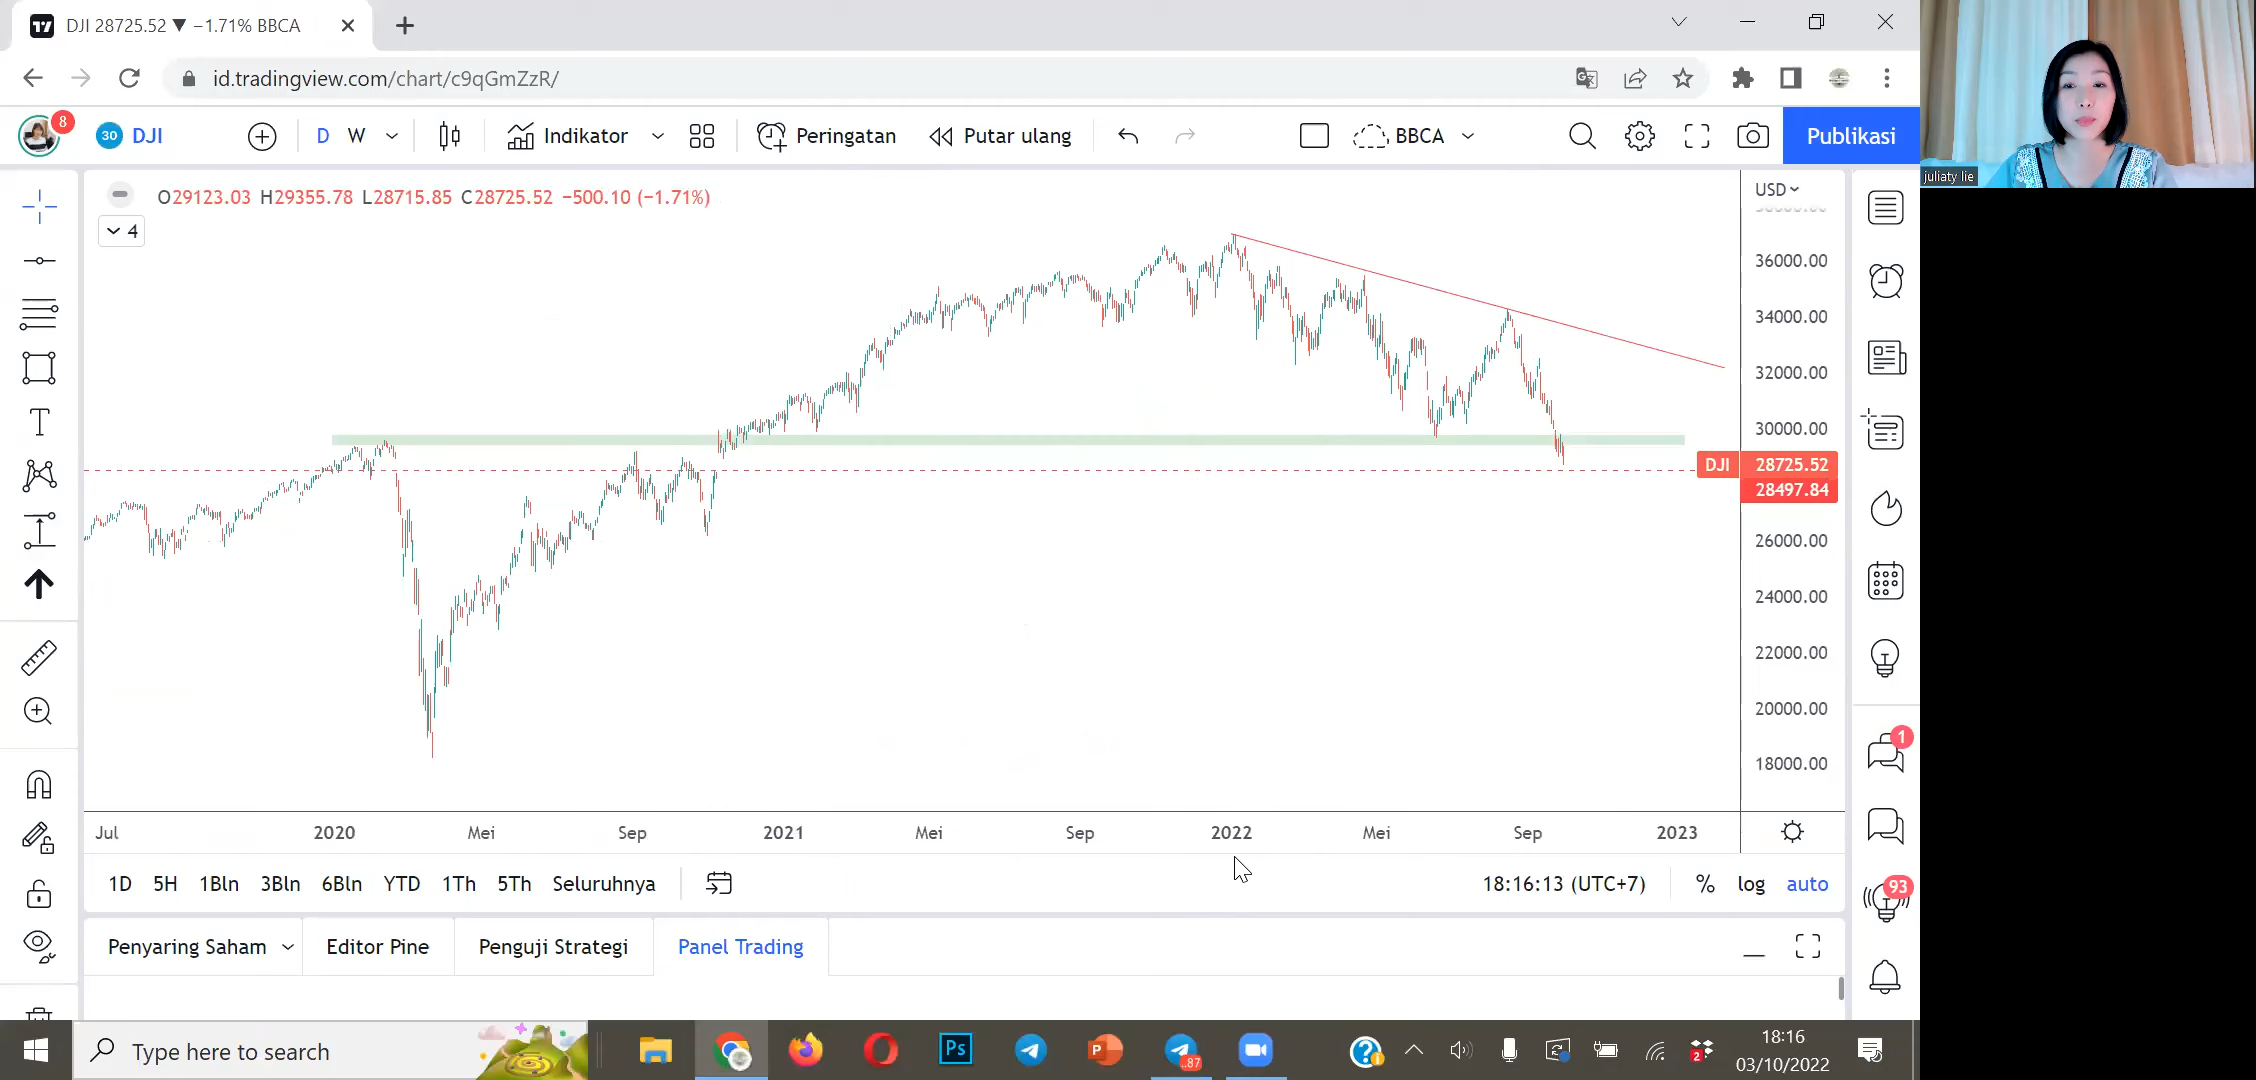 DJI 28725.52 ▼ −1.71% BBCA
id.tradingview.com/chart/c9qGmZzR/
8
30 DJI
D W
Indikator
Peringatan
Putar ulang
BBCA
Publikasi
juliaty lie
O29123.03 H29355.78 L28715.85 C28725.52 −500.10 (−1.71%)
4
USD
36000.00
34000.00
32000.00
30000.00
DJI 28725.52
28497.84
26000.00
24000.00
22000.00
20000.00
18000.00
Jul 2020 Mei Sep 2021 Mei Sep 2022 Mei Sep 2023
1D 5H 1Bln 3Bln 6Bln YTD 1Th 5Th Seluruhnya
18:16:13 (UTC+7) % log auto
1
93
Penyaring Saham Editor Pine Penguji Strategi Panel Trading
Type here to search
Ps
87
2
18:16
03/10/2022